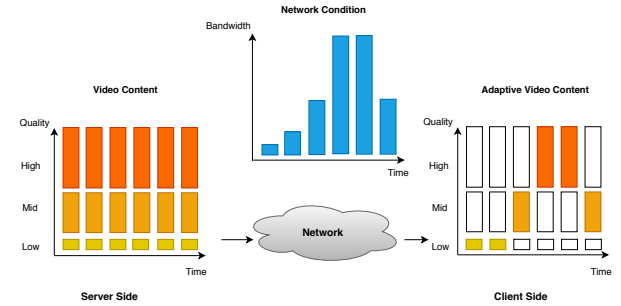 Network Condition
Bandwidth
Time
Video Content
Quality
High
Mid
Low
Time
Server Side
Network
Adaptive Video Content
Quality
High
Mid
Low
Time
Client Side